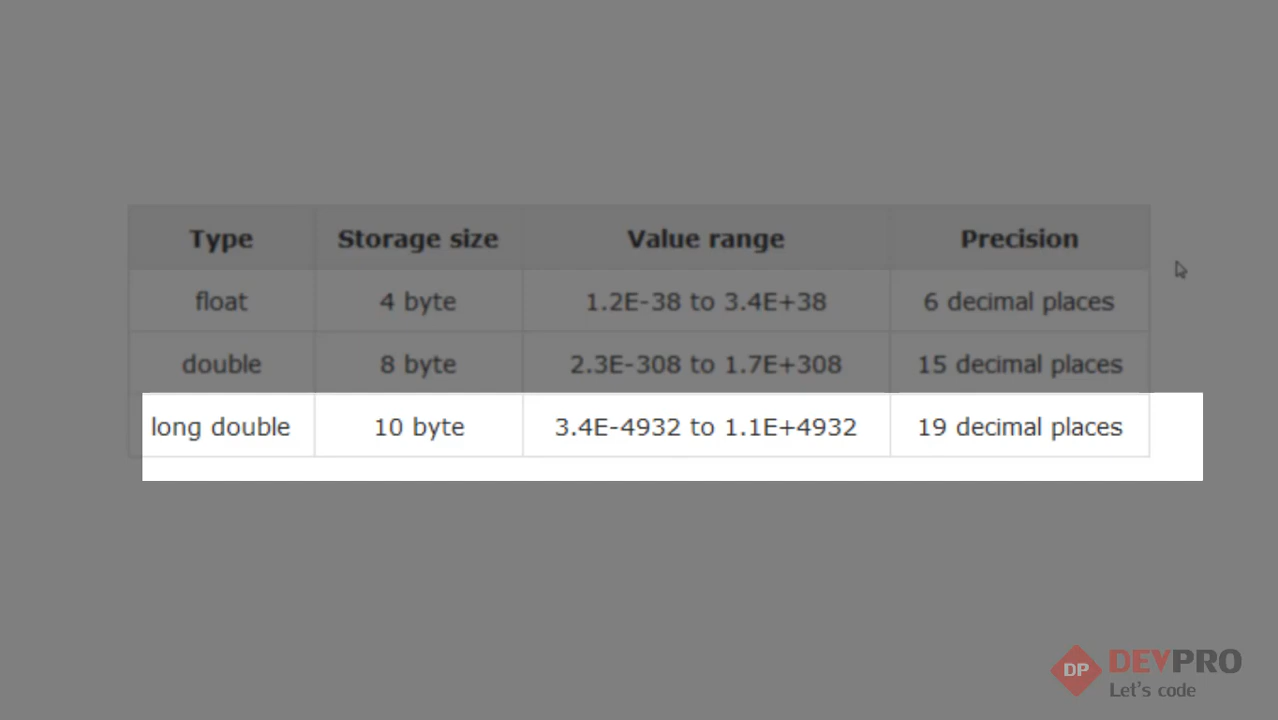 Type Storage size Value range Precision
float 4 byte 1.2E-38 to 3.4E+38 6 decimal places
double 8 byte 2.3E-308 to 1.7E+308 15 decimal places
long double 10 byte 3.4E-4932 to 1.1E+4932 19 decimal places
DP DEVPRO
Let's code